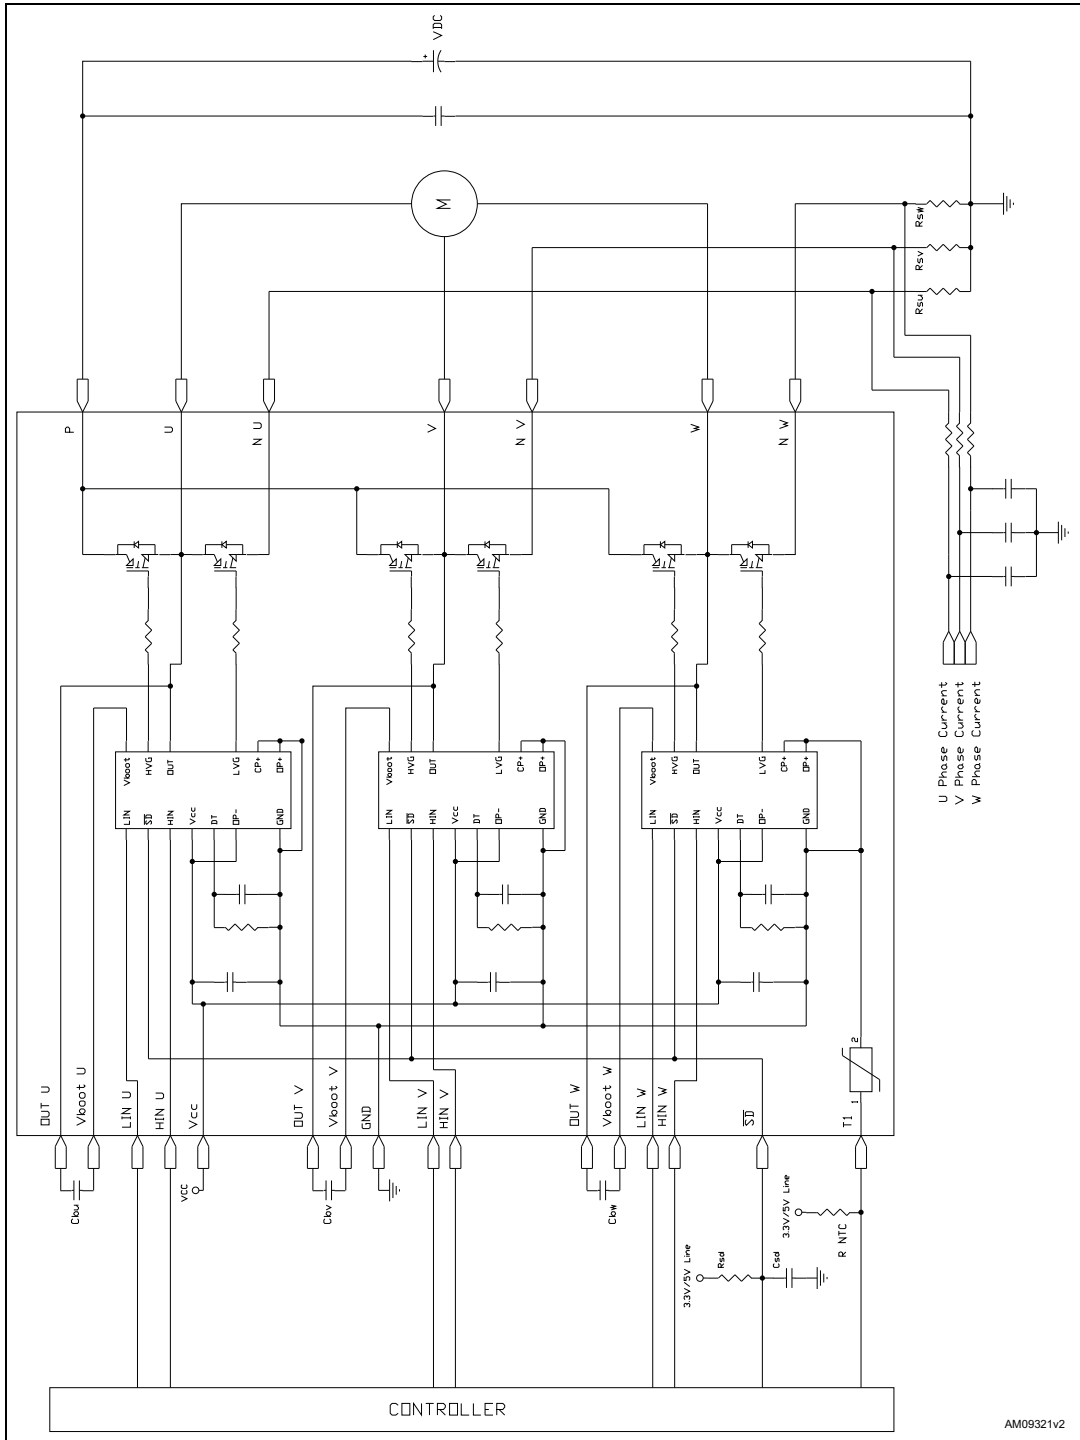 VDC
M
Rsw
Rsv
Rsu
P
U
N U
V
N V
W
N W
U Phase Current
V Phase Current
W Phase Current
Vboot
HVG
OUT
LVG
CP+
OP+
LIN
SD
HIN
Vcc
DT
OP-
GND
Vboot
HVG
OUT
LVG
CP+
OP+
LIN
SD
HIN
Vcc
DT
OP-
GND
Vboot
HVG
OUT
LVG
CP+
OP+
LIN
SD
HIN
Vcc
DT
OP-
GND
2
1
OUT U
Vboot U
LIN U
HIN U
Vcc
OUT V
Vboot V
GND
LIN V
HIN V
OUT W
Vboot W
LIN W
HIN W
SD
T1
Cbu
VCC
Cbv
Cbw
3.3V/5V Line
R NTC
3.3V/5V Line
Rsd
Csd
CONTROLLER
AM09321v2